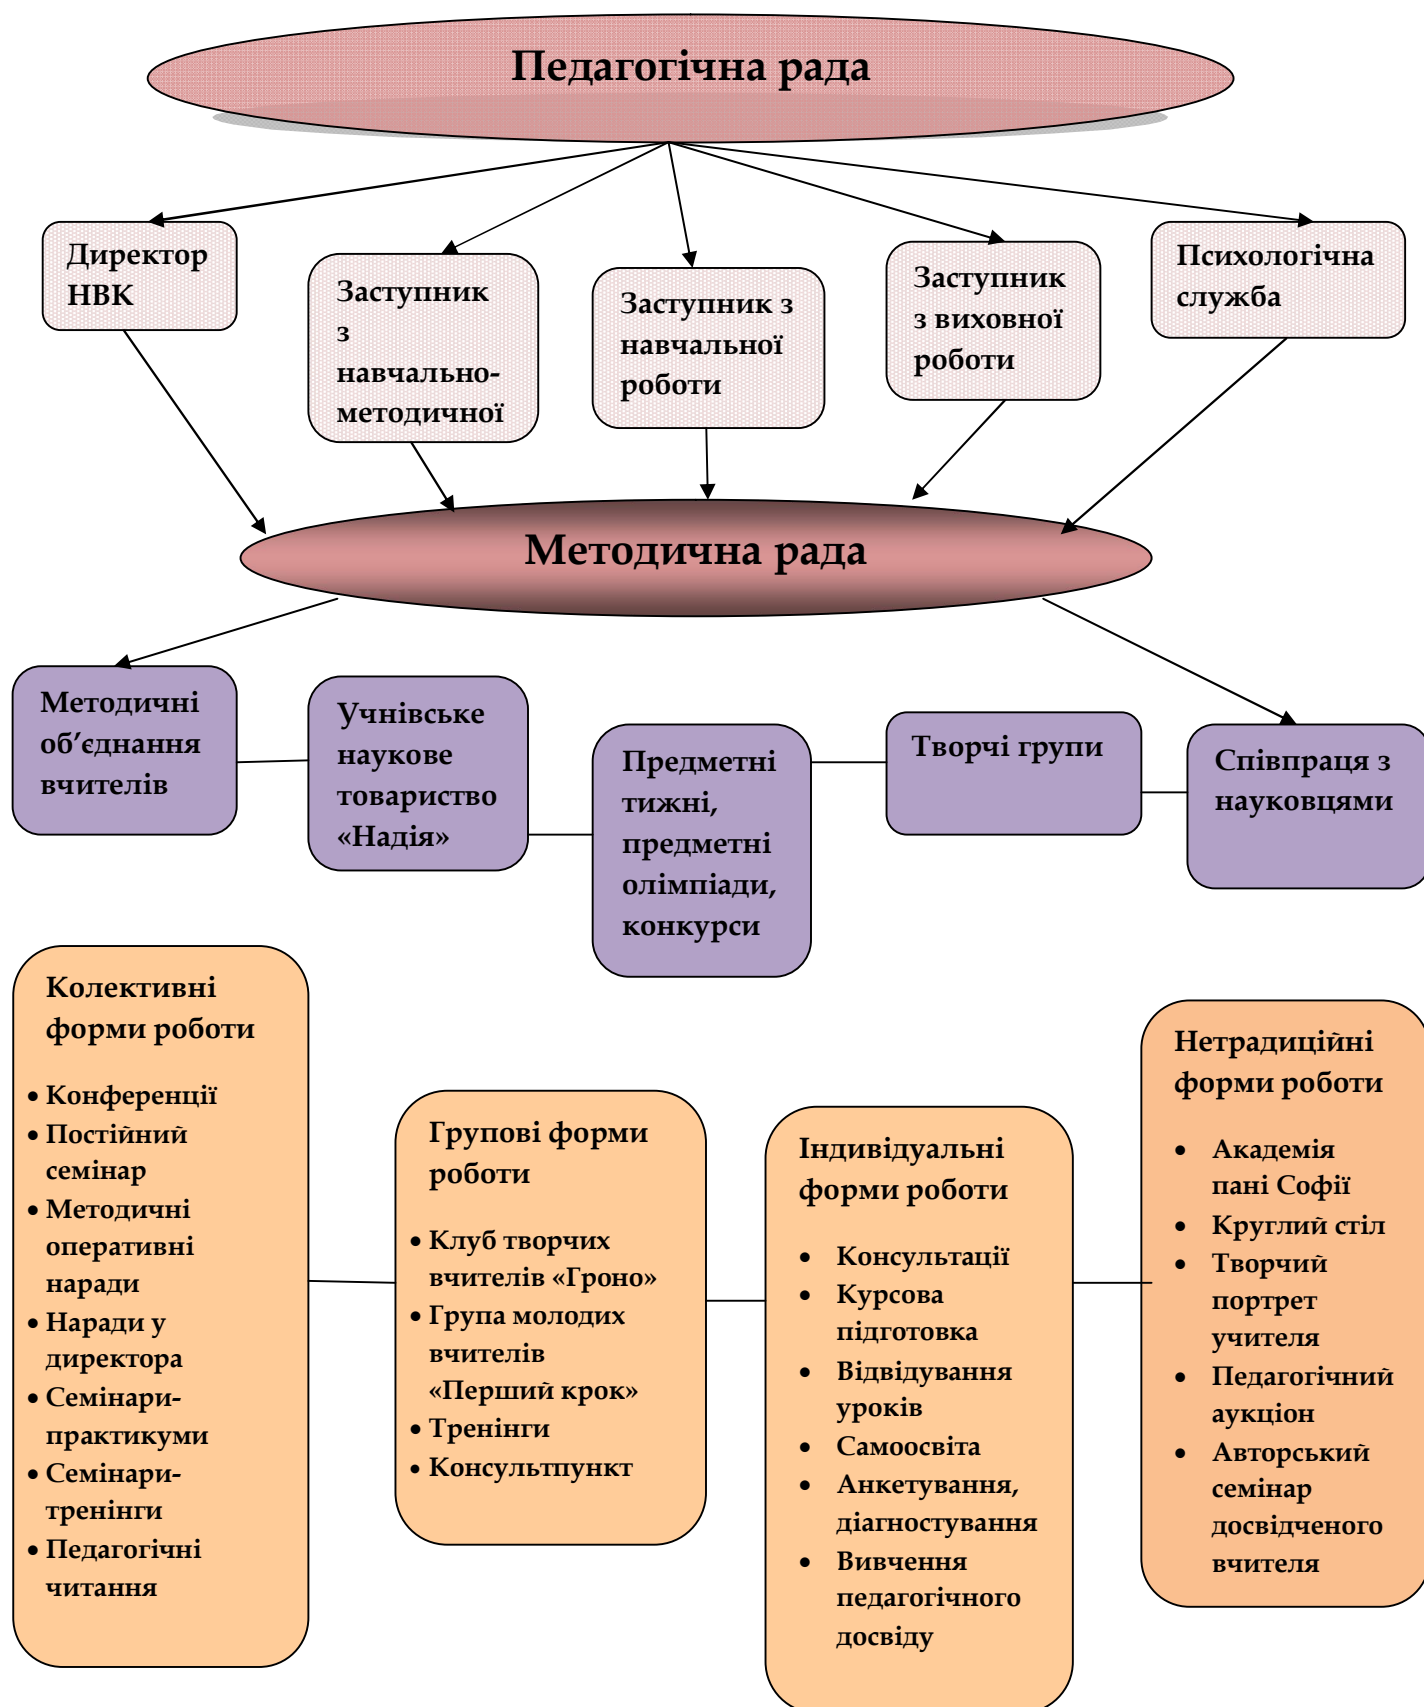 Педагогічна рада
Директор
НВК
Заступник
з
навчально-
методичної
Заступник з
навчальної
роботи
Заступник
з виховної
роботи
Психологічна
служба
Методична рада
Методичні
об’єднання
вчителів
Учнівське
наукове
товариство
«Надія»
Предметні
тижні,
предметні
олімпіади,
конкурси
Творчі групи
Співпраця з
науковцями
Колективні
форми роботи
• Конференції
• Постійний
семінар
• Методичні
оперативні
наради
• Наради у
директора
• Семінари-
практикуми
• Семінари-
тренінги
• Педагогічні
читання
Групові форми
роботи
• Клуб творчих
вчителів «Гроно»
• Група молодих
вчителів
«Перший крок»
• Тренінги
• Консультпункт
Індивідуальні
форми роботи
• Консультації
• Курсова
підготовка
• Відвідування
уроків
• Самоосвіта
• Анкетування,
діагностування
• Вивчення
педагогічного
досвіду
Нетрадиційні
форми роботи
• Академія
пані Софії
• Круглий стіл
• Творчий
портрет
учителя
• Педагогічний
аукціон
• Авторський
семінар
досвідченого
вчителя